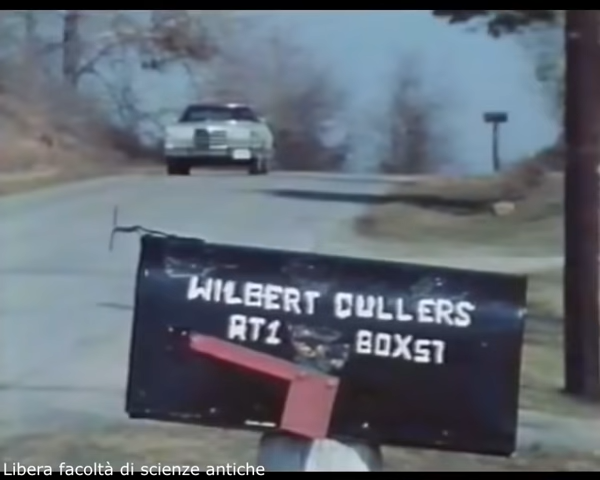 WILBERT CULLERS
RT1 BOX57
Libera facoltà di scienze antiche